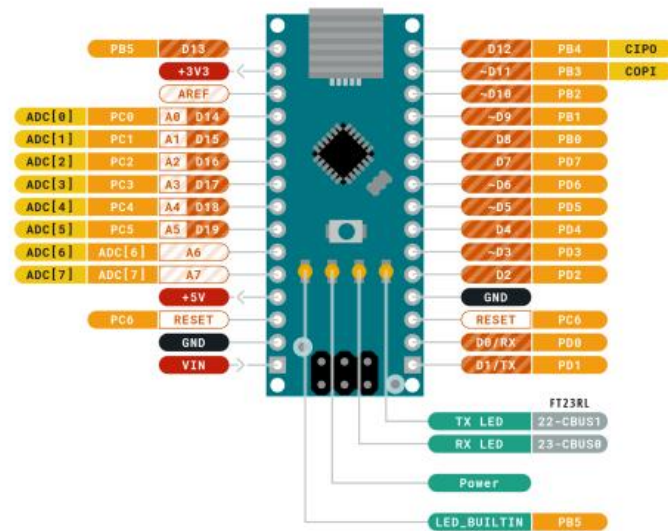 PB5 D13 D12 PB4 CIPO
+3V3 ~D11 PB3 COPI
AREF ~D10 PB2
ADC[0] PC0 A0 D14 ~D9 PB1
ADC[1] PC1 A1 D15 D8 PB0
ADC[2] PC2 A2 D16 D7 PD7
ADC[3] PC3 A3 D17 ~D6 PD6
ADC[4] PC4 A4 D18 ~D5 PD5
ADC[5] PC5 A5 D19 D4 PD4
ADC[6] ADC[6] A6 ~D3 PD3
ADC[7] ADC[7] A7 D2 PD2
+5V GND
PC6 RESET RESET PC6
GND D0/RX PD0
VIN D1/TX PD1
FT23RL
TX LED 22-CBUS1
RX LED 23-CBUS0
Power
LED_BUILTIN PB5